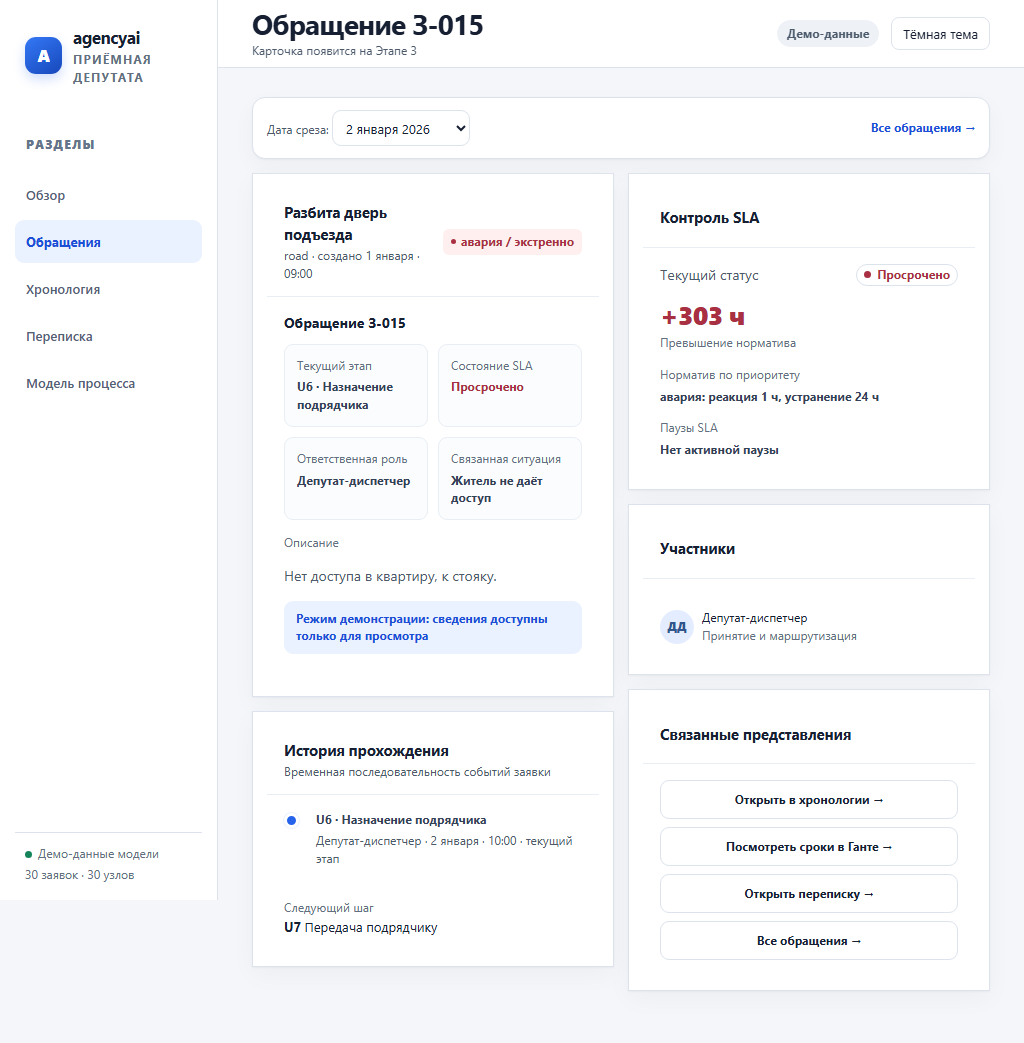 A
agencyai
ПРИЁМНАЯ
ДЕПУТАТА
РАЗДЕЛЫ
Обзор
Обращения
Хронология
Переписка
Модель процесса
Демо-данные модели
30 заявок · 30 узлов
Обращение З-015
Карточка появится на Этапе 3
Демо-данные
Тёмная тема
Дата среза:
2 января 2026
Все обращения →
Разбита дверь
подъезда
road · создано 1 января ·
09:00
авария / экстренно
Обращение З-015
Текущий этап
U6 · Назначение
подрядчика
Состояние SLA
Просрочено
Ответственная роль
Депутат-диспетчер
Связанная ситуация
Житель не даёт
доступ
Описание
Нет доступа в квартиру, к стояку.
Режим демонстрации: сведения доступны
только для просмотра
История прохождения
Временная последовательность событий заявки
U6 · Назначение подрядчика
Депутат-диспетчер · 2 января · 10:00 · текущий
этап
Следующий шаг
U7 Передача подрядчику
Контроль SLA
Текущий статус
Просрочено
+303 ч
Превышение норматива
Норматив по приоритету
авария: реакция 1 ч, устранение 24 ч
Паузы SLA
Нет активной паузы
Участники
ДД
Депутат-диспетчер
Принятие и маршрутизация
Связанные представления
Открыть в хронологии →
Посмотреть сроки в Ганте →
Открыть переписку →
Все обращения →